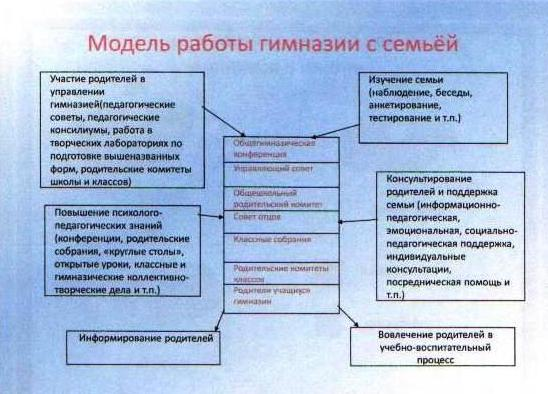 Модель работы гимназии с семьёй
Участие родителей в
управлении
гимназией(педагогические
советы, педагогические
консилиумы, работа в
творческих лабораториях по
подготовке вышеназванных
форм, родительские комитеты
школы и классов)
Изучение семьи
(наблюдение, беседы,
анкетирование,
тестирование и т.п.)
Общегимназическая
конференция
Управляющий совет
Общешкольный
родительский комитет
Совет отцов
Классные собрания
Родительские комитеты
классов
Родители учащихся
гимназии
Повышение психолого-
педагогических знаний
(конференции, родительские
собрания, «круглые столы»,
открытые уроки, классные и
гимназические коллективно-
творческие дела и т.п.)
Консультирование
родителей и поддержка
семьи (информационно-
педагогическая,
эмоциональная, социально-
педагогическая поддержка,
индивидуальные
консультации,
посредническая помощь и
т.п.)
Информирование родителей
Вовлечение родителей в
учебно-воспитательный
процесс